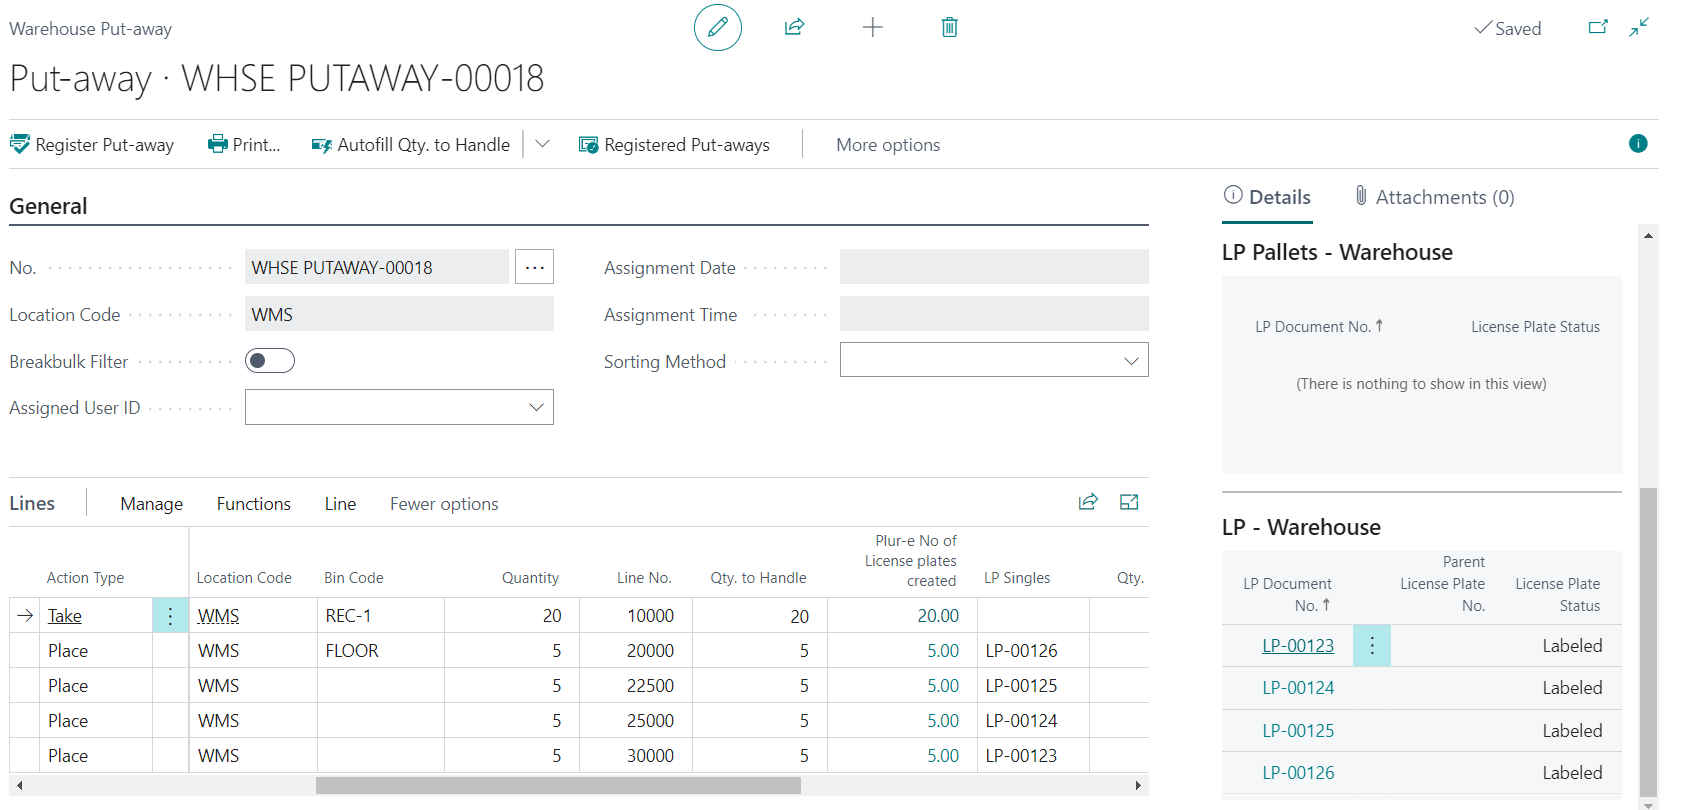 Warehouse Put-away
Saved
Put-away · WHSE PUTAWAY-00018
Register Put-away Print... Autofill Qty. to Handle Registered Put-aways More options
General
No. WHSE PUTAWAY-00018 ...
Location Code WMS
Breakbulk Filter
Assigned User ID
Assignment Date
Assignment Time
Sorting Method
Lines Manage Functions Line Fewer options
Action Type Location Code Bin Code Quantity Line No. Qty. to Handle Plur-e No of License plates created LP Singles Qty.
Take WMS REC-1 20 10000 20 20.00
Place WMS FLOOR 5 20000 5 5.00 LP-00126
Place WMS 5 22500 5 5.00 LP-00125
Place WMS 5 25000 5 5.00 LP-00124
Place WMS 5 30000 5 5.00 LP-00123
Details Attachments (0)
LP Pallets - Warehouse
LP Document No.↑ License Plate Status
(There is nothing to show in this view)
LP - Warehouse
LP Document No.↑ Parent License Plate No. License Plate Status
LP-00123 Labeled
LP-00124 Labeled
LP-00125 Labeled
LP-00126 Labeled